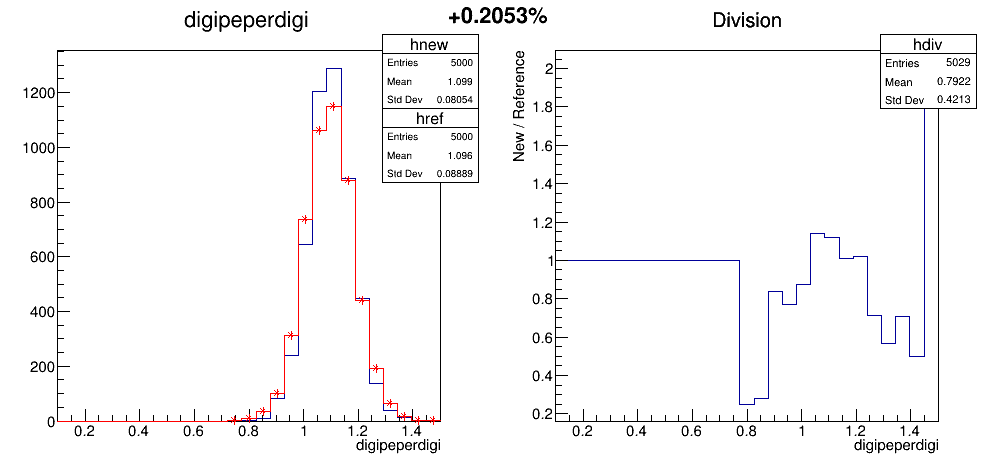 digipeperdigi
+0.2053%
Division
hnew
Entries 5000
Mean 1.099
Std Dev 0.08054
href
Entries 5000
Mean 1.096
Std Dev 0.08889
1200
1000
800
600
400
200
0
0.2 0.4 0.6 0.8 1 1.2 1.4
digipeperdigi
hdiv
Entries 5029
Mean 0.7922
Std Dev 0.4213
New / Reference
2
1.8
1.6
1.4
1.2
1
0.8
0.6
0.4
0.2
0.2 0.4 0.6 0.8 1 1.2 1.4
digipeperdigi